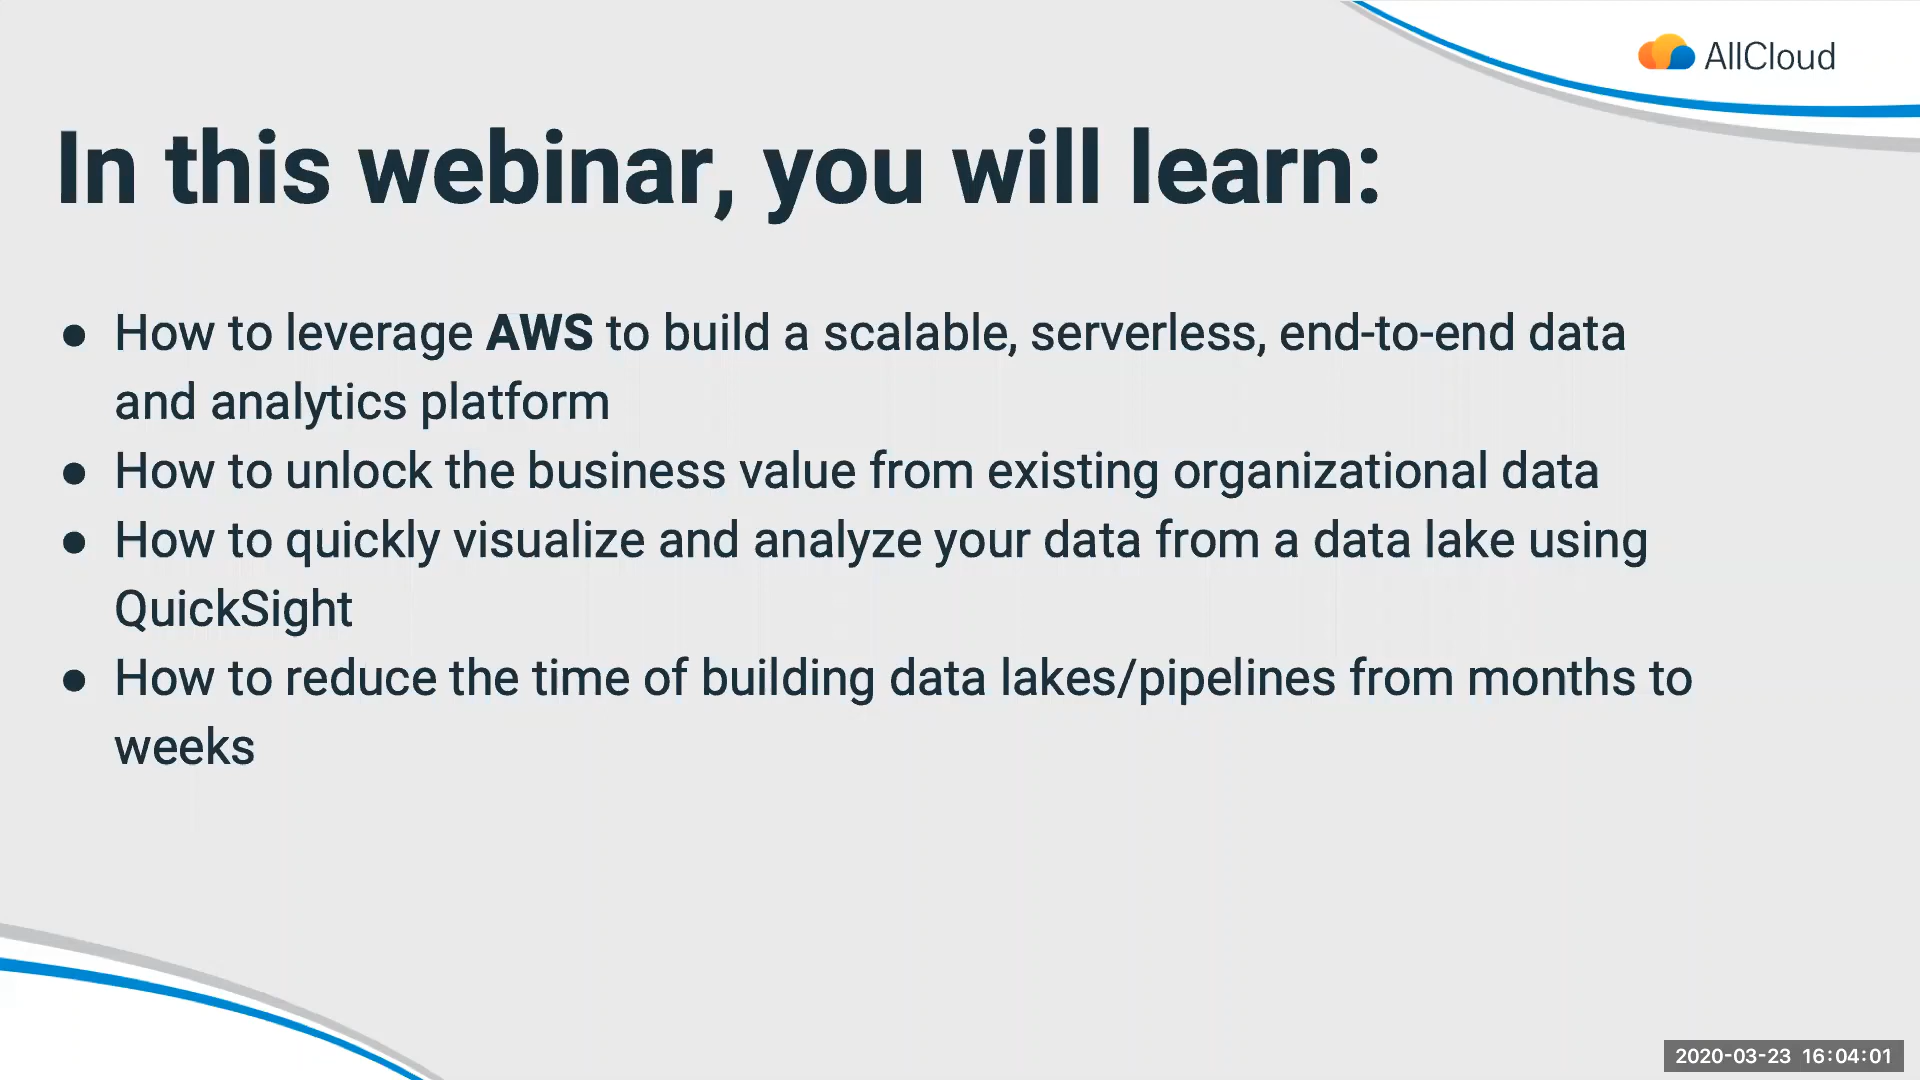 AllCloud
In this webinar, you will learn:
● How to leverage AWS to build a scalable, serverless, end-to-end data
and analytics platform
● How to unlock the business value from existing organizational data
● How to quickly visualize and analyze your data from a data lake using
QuickSight
● How to reduce the time of building data lakes/pipelines from months to
weeks
2020-03-23 16:04:01